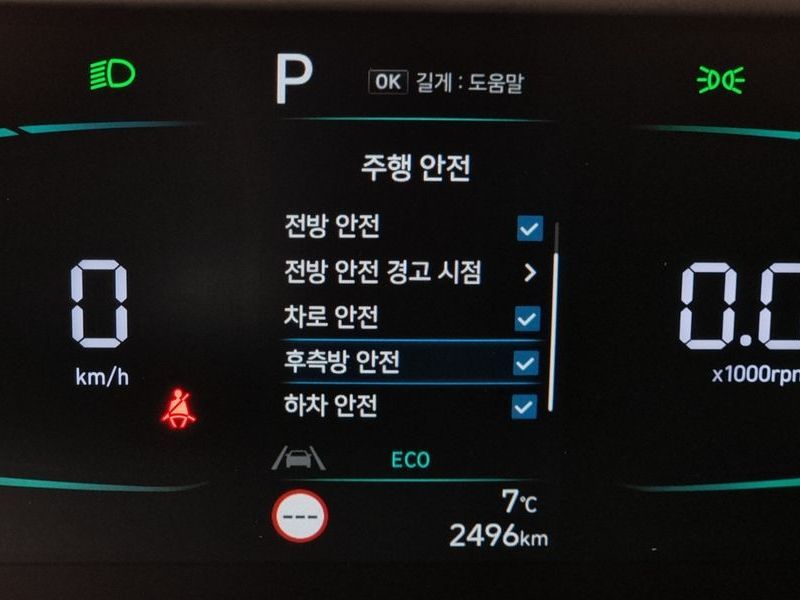 P
OK 길게 : 도움말
주행 안전
전방 안전
전방 안전 경고 시점
차로 안전
후측방 안전
하차 안전
0
km/h
0.0
x1000rpm
ECO
---
7℃
2496km